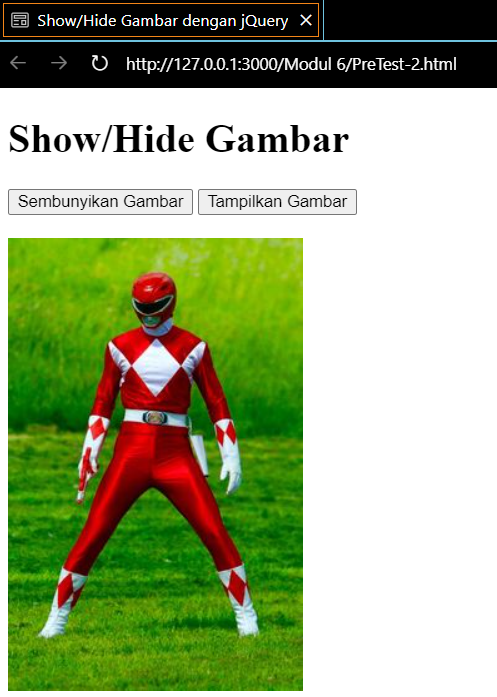 Show/Hide Gambar dengan jQuery
http://127.0.0.1:3000/Modul 6/PreTest-2.html
Show/Hide Gambar
Sembunyikan Gambar Tampilkan Gambar